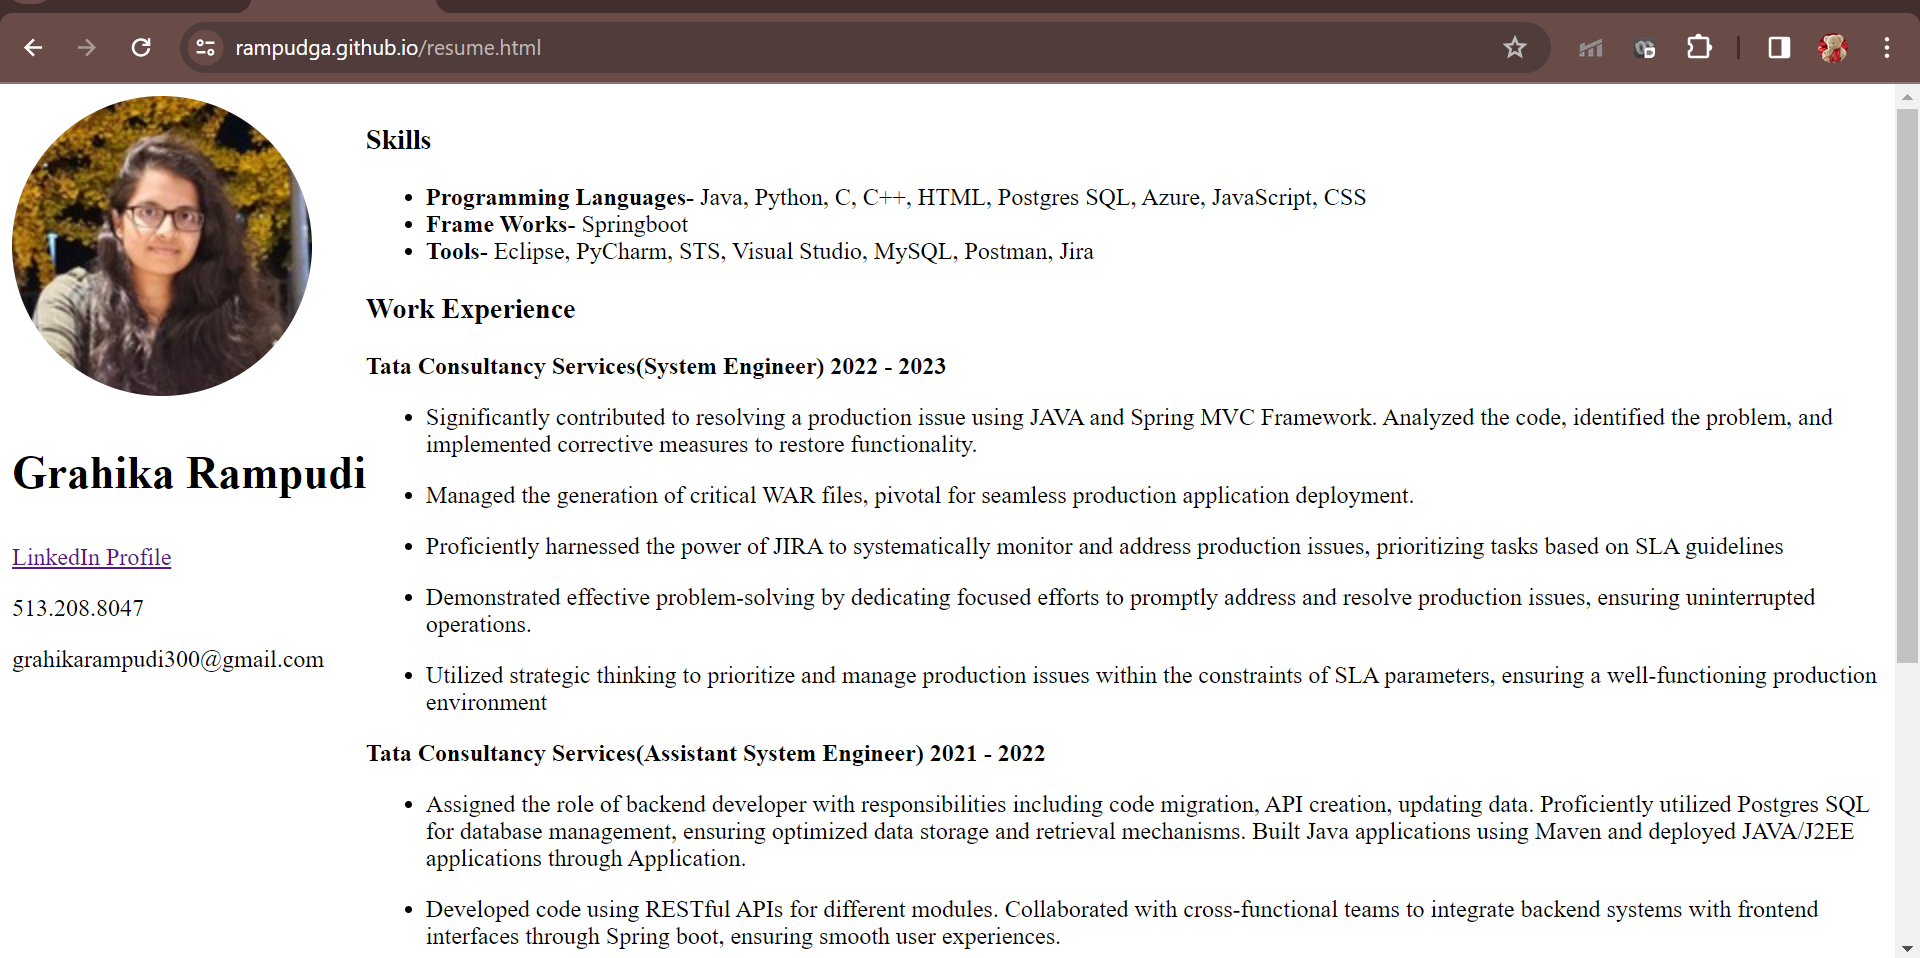 rampudga.github.io/resume.html
Grahika Rampudi
LinkedIn Profile
513.208.8047
grahikarampudi300@gmail.com
Skills
Programming Languages- Java, Python, C, C++, HTML, Postgres SQL, Azure, JavaScript, CSS
Frame Works- Springboot
Tools- Eclipse, PyCharm, STS, Visual Studio, MySQL, Postman, Jira
Work Experience
Tata Consultancy Services(System Engineer) 2022 - 2023
Significantly contributed to resolving a production issue using JAVA and Spring MVC Framework. Analyzed the code, identified the problem, and
implemented corrective measures to restore functionality.
Managed the generation of critical WAR files, pivotal for seamless production application deployment.
Proficiently harnessed the power of JIRA to systematically monitor and address production issues, prioritizing tasks based on SLA guidelines
Demonstrated effective problem-solving by dedicating focused efforts to promptly address and resolve production issues, ensuring uninterrupted
operations.
Utilized strategic thinking to prioritize and manage production issues within the constraints of SLA parameters, ensuring a well-functioning production
environment
Tata Consultancy Services(Assistant System Engineer) 2021 - 2022
Assigned the role of backend developer with responsibilities including code migration, API creation, updating data. Proficiently utilized Postgres SQL
for database management, ensuring optimized data storage and retrieval mechanisms. Built Java applications using Maven and deployed JAVA/J2EE
applications through Application.
Developed code using RESTful APIs for different modules. Collaborated with cross-functional teams to integrate backend systems with frontend
interfaces through Spring boot, ensuring smooth user experiences.